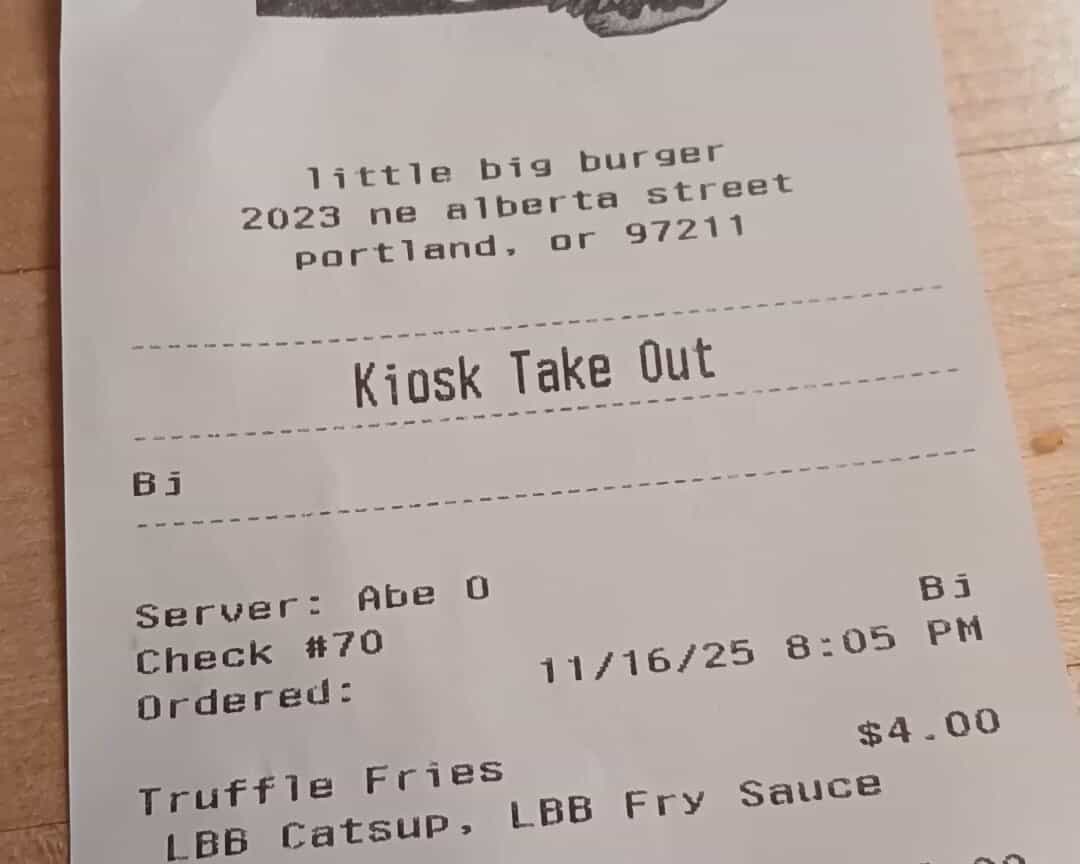 little big burger
2023 ne alberta street
portland, or 97211
Kiosk Take Out
Bj
Server: Abe O
Check #70 Bj
Ordered: 11/16/25 8:05 PM
Truffle Fries $4.00
LBB Catsup, LBB Fry Sauce